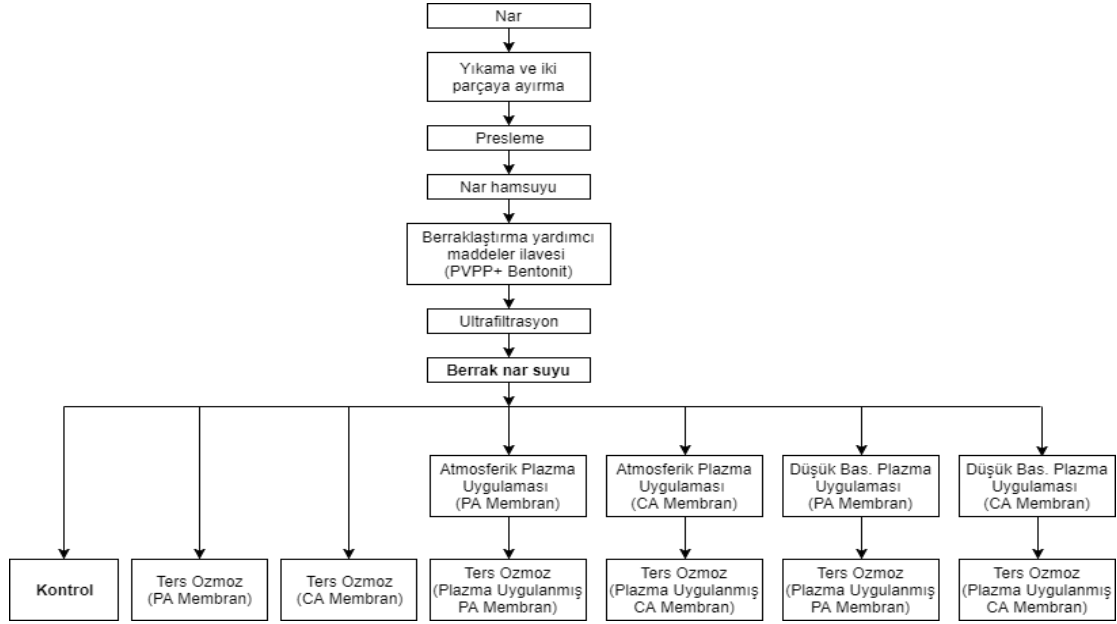 Nar
Yıkama ve iki
parçaya ayırma
Presleme
Nar hamsuyu
Berraklaştırma yardımcı
maddeler ilavesi
(PVPP+ Bentonit)
Ultrafiltrasyon
Berrak nar suyu
Atmosferik Plazma
Uygulaması
(PA Membran)
Atmosferik Plazma
Uygulaması
(CA Membran)
Düşük Bas. Plazma
Uygulaması
(PA Membran)
Düşük Bas. Plazma
Uygulaması
(CA Membran)
Kontrol
Ters Ozmoz
(PA Membran)
Ters Ozmoz
(CA Membran)
Ters Ozmoz
(Plazma Uygulanmış
PA Membran)
Ters Ozmoz
(Plazma Uygulanmış
CA Membran)
Ters Ozmoz
(Plazma Uygulanmış
PA Membran)
Ters Ozmoz
(Plazma Uygulanmış
CA Membran)